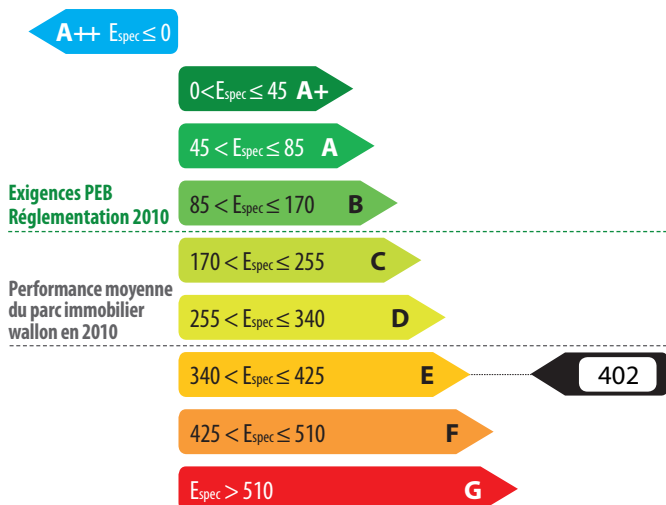 A++ Espec ≤ 0
0<Espec ≤ 45 A+
45 < Espec ≤ 85 A
Exigences PEB
Réglementation 2010
85 < Espec ≤ 170 B
170 < Espec ≤ 255 C
Performance moyenne
du parc immobilier
wallon en 2010
255 < Espec ≤ 340 D
340 < Espec ≤ 425 E
402
425 < Espec ≤ 510 F
Espec > 510 G